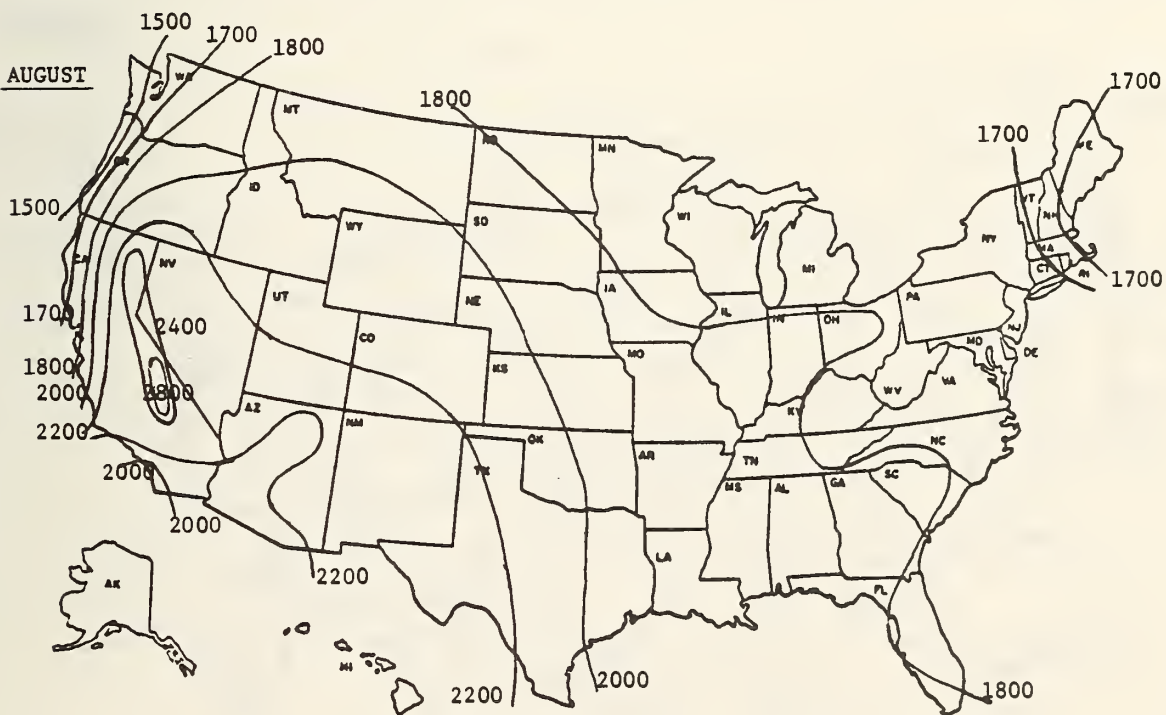 1500
1700
1800
AUGUST
WA
MT
1800
ND
MN
1700
1700
ME
VT
NH
OR
ID
1500
SD
WI
NY
MA
WY
MI
CT
RI
1700
CA
NV
UT
NE
IA
IL
IN
OH
PA
NJ
1700
2400
CO
MO
MD
DE
1800
KS
WV
VA
2000
2800
AZ
KY
2200
NM
OK
NC
2000
TX
AR
TN
SC
MS
AL
GA
2000
LA
AK
2200
FL
HI
2200
2000
1800